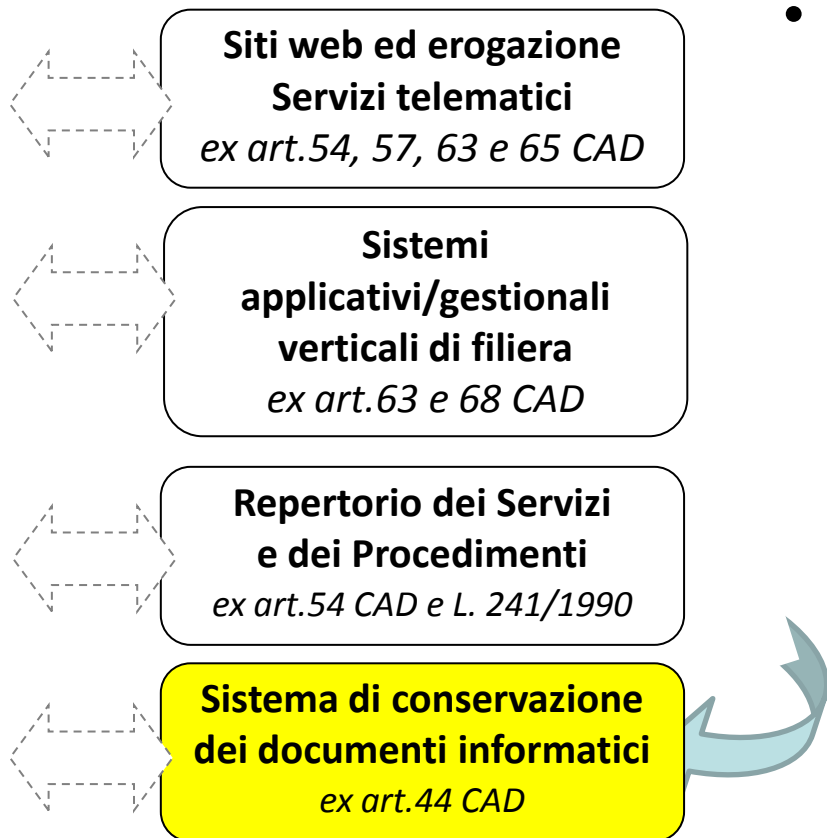 Siti web ed erogazione
Servizi telematici
ex art.54, 57, 63 e 65 CAD
Sistemi
applicativi/gestionali
verticali di filiera
ex art.63 e 68 CAD
Repertorio dei Servizi
e dei Procedimenti
ex art.54 CAD e L. 241/1990
Sistema di conservazione
dei documenti informatici
ex art.44 CAD